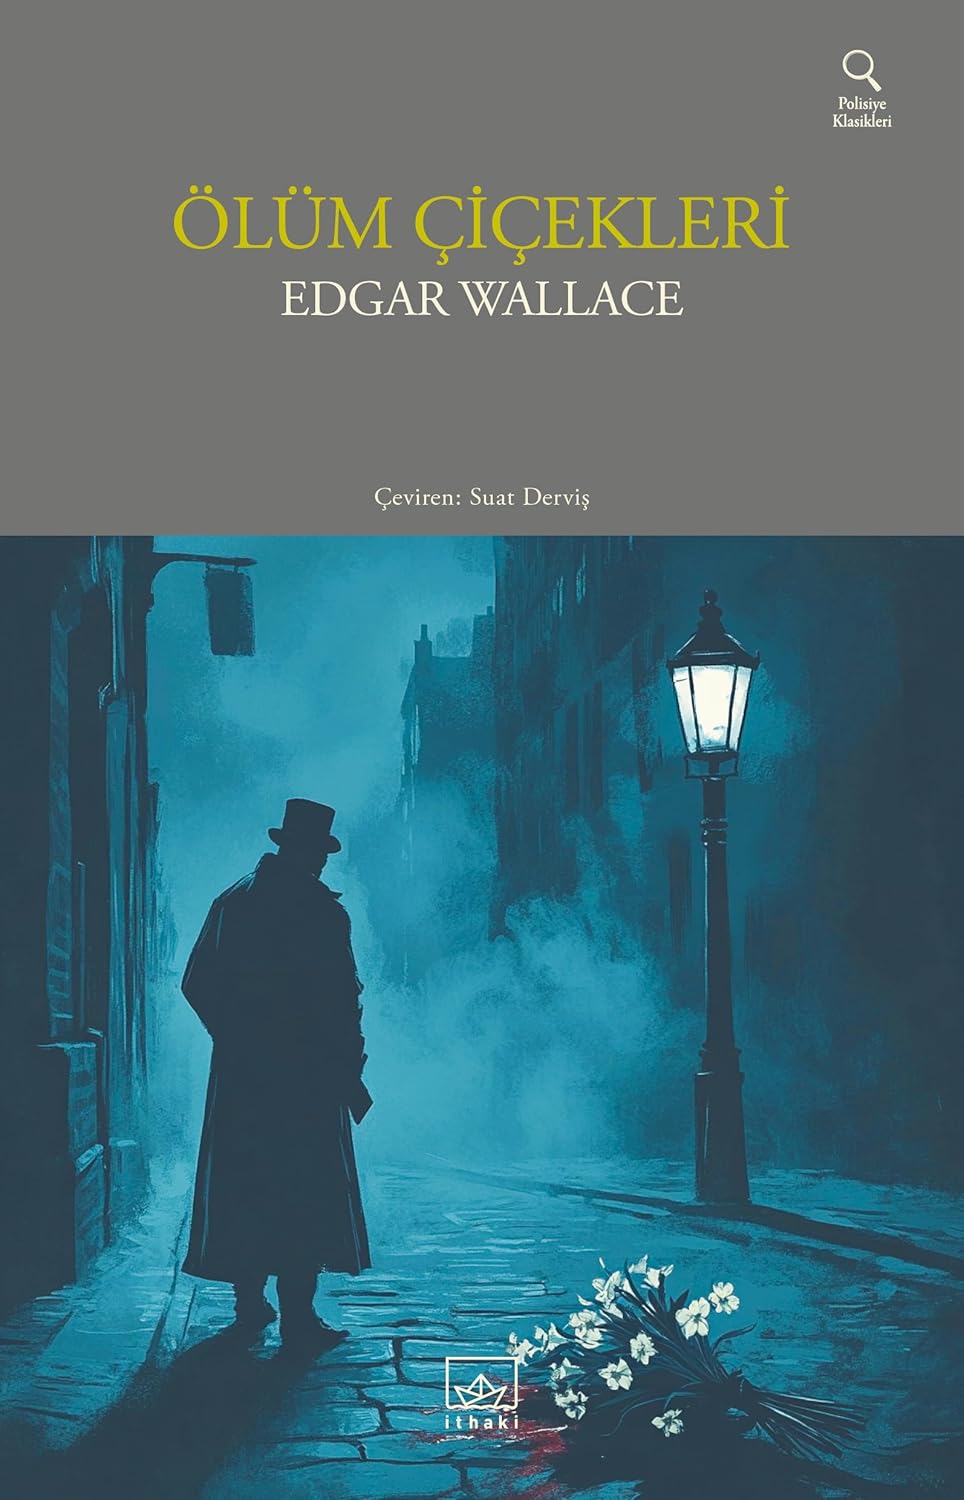 Polisiye
Klasikleri
ÖLÜM ÇİÇEKLERİ
EDGAR WALLACE
Çeviren: Suat Derviş
ithaki